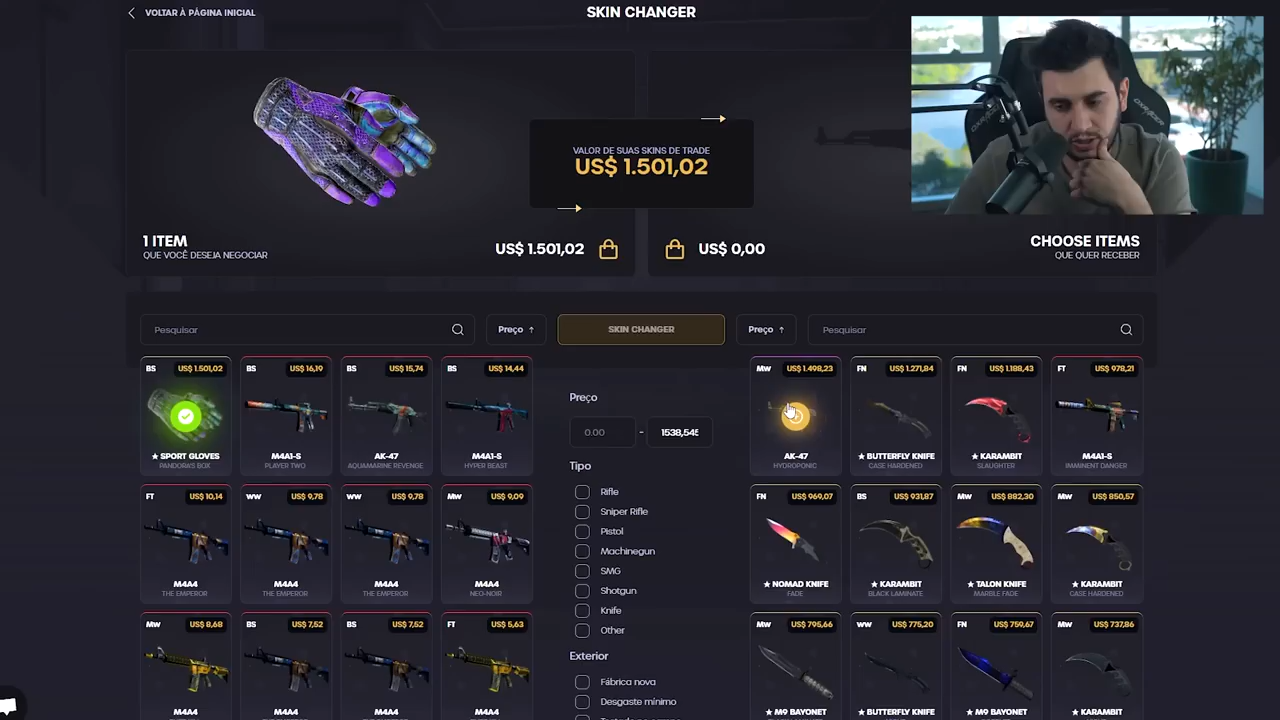 VOLTAR À PÁGINA INICIAL
SKIN CHANGER
VALOR DE SUAS SKINS DE TRADE
US$ 1.501,02
1 ITEM
QUE VOCÊ DESEJA NEGOCIAR
US$ 1.501,02
US$ 0,00
CHOOSE ITEMS
QUE QUER RECEBER
Pesquisar
Preço ↑
SKIN CHANGER
Preço ↑
Pesquisar
BS US$ 1.501,02
★ SPORT GLOVES
PANDORA'S BOX
BS US$ 16,19
M4A1-S
PLAYER TWO
BS US$ 15,74
AK-47
AQUAMARINE REVENGE
BS US$ 14,44
M4A1-S
HYPER BEAST
FT US$ 10,14
M4A4
THE EMPEROR
WW US$ 9,78
M4A4
THE EMPEROR
WW US$ 9,78
M4A4
THE EMPEROR
MW US$ 9,09
M4A4
NEO-NOIR
MW US$ 8,68
BS US$ 7,52
BS US$ 7,52
FT US$ 5,63
Preço
0.00 - 1538,545
Tipo
Rifle
Sniper Rifle
Pistol
Machinegun
SMG
Shotgun
Knife
Other
Exterior
Fábrica nova
Desgaste mínimo
MW US$ 1.498,23
AK-47
HYDROPONIC
FN US$ 1.271,84
★ BUTTERFLY KNIFE
CASE HARDENED
FN US$ 1.188,43
★ KARAMBIT
SLAUGHTER
FT US$ 978,21
M4A1-S
IMMINENT DANGER
FN US$ 969,07
★ NOMAD KNIFE
FADE
BS US$ 931,87
★ KARAMBIT
BLACK LAMINATE
MW US$ 882,30
★ TALON KNIFE
MARBLE FADE
MW US$ 850,57
★ KARAMBIT
CASE HARDENED
MW US$ 795,66
★ M9 BAYONET
WW US$ 775,20
★ BUTTERFLY KNIFE
FN US$ 759,67
★ M9 BAYONET
MW US$ 737,86
★ KARAMBIT